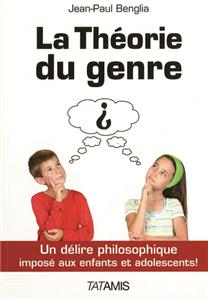 Jean-Paul Benglia
La Théorie
du genre
?
Un délire philosophique
imposé aux enfants et adolescents!
TATAMIS